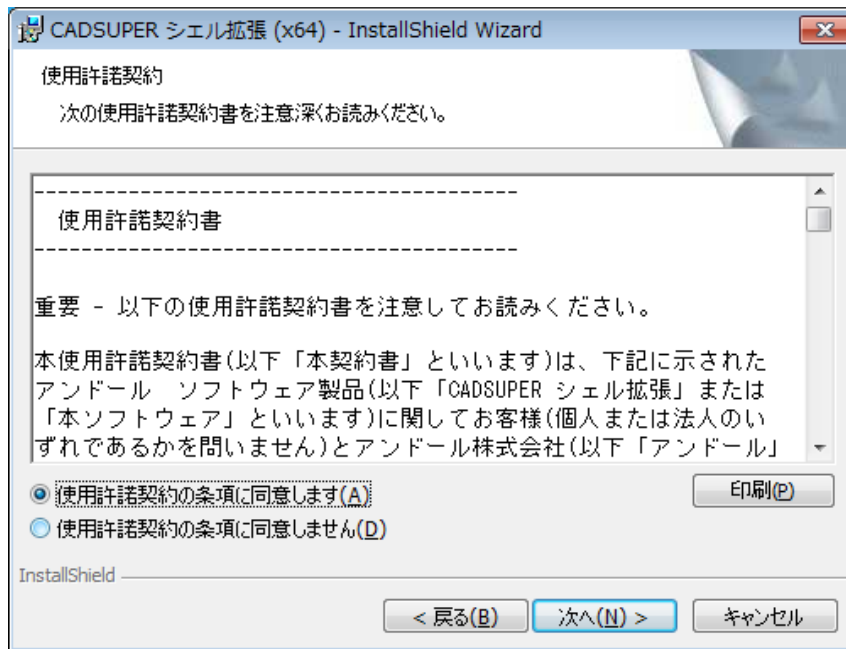 CADSUPER シェル拡張 (x64) - InstallShield Wizard
使用許諾契約
次の使用許諾契約書を注意深くお読みください。
----------------------------------------
使用許諾契約書
----------------------------------------
重要 - 以下の使用許諾契約書を注意してお読みください。
本使用許諾契約書(以下「本契約書」といいます)は、下記に示された
アンドール ソフトウェア製品(以下「CADSUPER シェル拡張」または
「本ソフトウェア」といいます)に関してお客様(個人または法人のい
ずれであるかを問いません)とアンドール株式会社(以下「アンドール」
使用許諾契約の条項に同意します(A)
印刷(P)
使用許諾契約の条項に同意しません(D)
InstallShield
< 戻る(B)
次へ(N) >
キャンセル